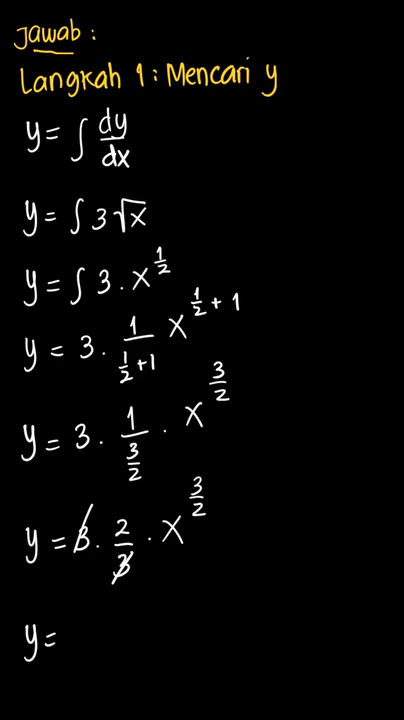 Jawab :
Langkah 1 : Mencari y
y = ∫ dy/dx
y = ∫ 3√x
y = ∫ 3 . x^(1/2)
y = 3 . 1/(1/2 + 1) x^(1/2 + 1)
y = 3 . 1/(3/2) . x^(3/2)
y = 3 . 2/3 . x^(3/2)
y =